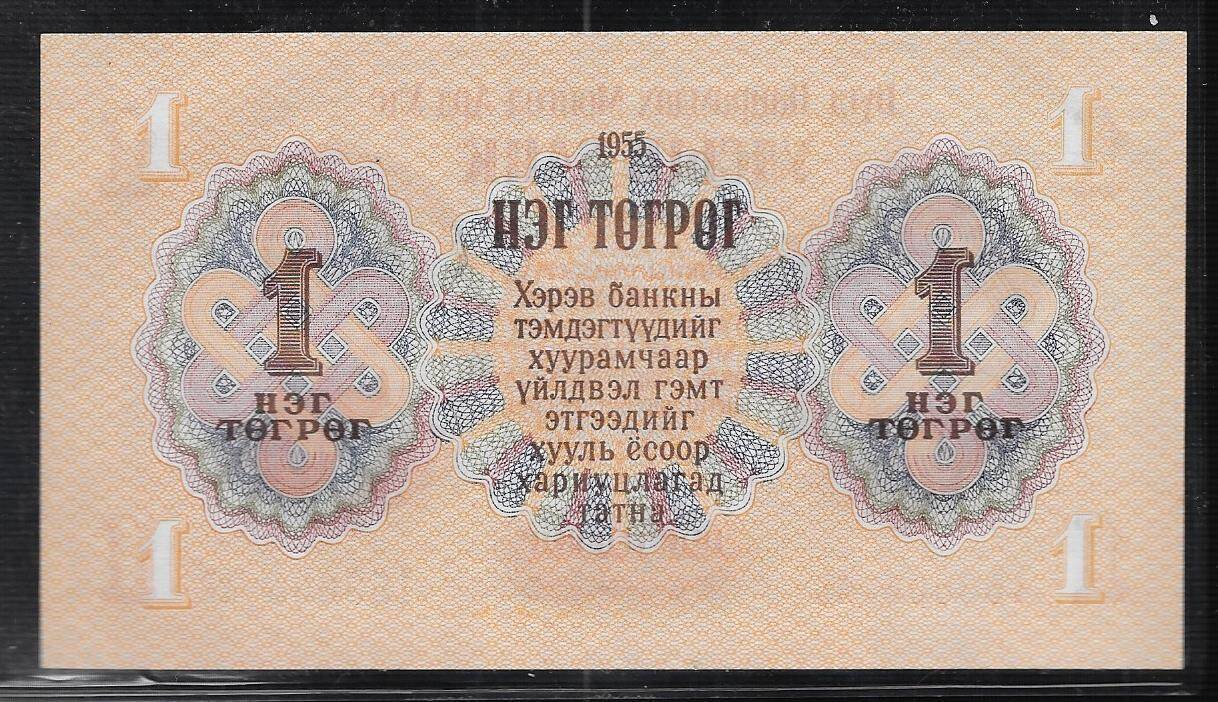 1 1
1955
НЭГ ТӨГРӨГ
Хэрэв банкны
тэмдэгтүүдийг
хуурамчаар
үйлдвэл гэмт
этгээдийг
хууль ёсоор
хариуцлагад
татна
1
НЭГ
ТӨГРӨГ
1
НЭГ
ТӨГРӨГ
1 1